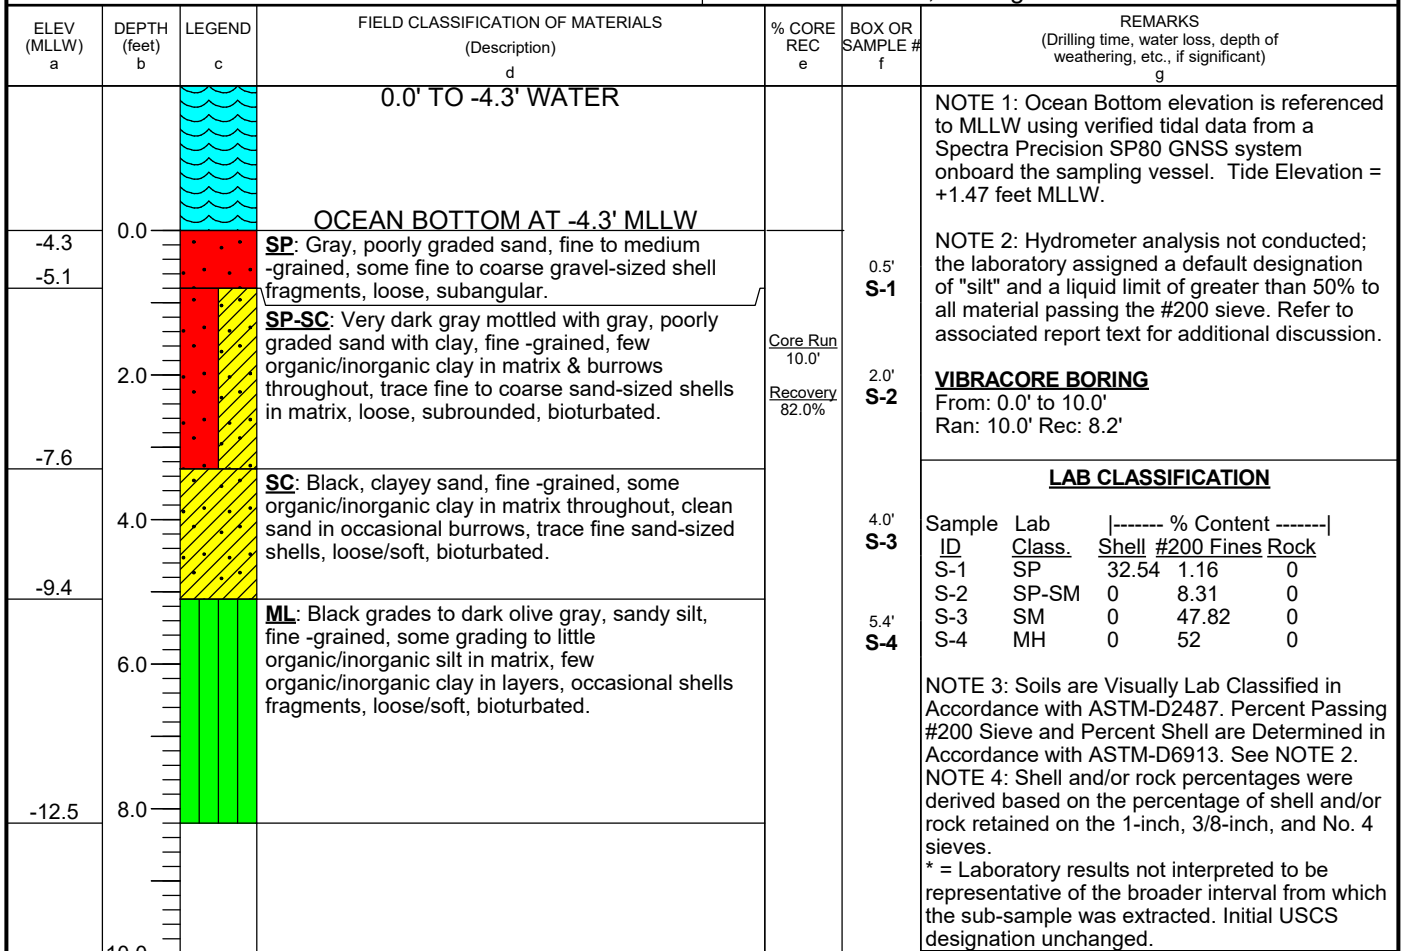 ELEV (MLLW) a
DEPTH (feet) b
LEGEND c
FIELD CLASSIFICATION OF MATERIALS
(Description)
d
% CORE REC e
BOX OR SAMPLE # f
REMARKS
(Drilling time, water loss, depth of
weathering, etc., if significant)
g
0.0' TO -4.3' WATER
OCEAN BOTTOM AT -4.3' MLLW
0.0
-4.3
-5.1
SP: Gray, poorly graded sand, fine to medium
-grained, some fine to coarse gravel-sized shell
fragments, loose, subangular.
SP-SC: Very dark gray mottled with gray, poorly
graded sand with clay, fine -grained, few
organic/inorganic clay in matrix & burrows
throughout, trace fine to coarse sand-sized shells
in matrix, loose, subrounded, bioturbated.
2.0
-7.6
SC: Black, clayey sand, fine -grained, some
organic/inorganic clay in matrix throughout, clean
sand in occasional burrows, trace fine sand-sized
shells, loose/soft, bioturbated.
4.0
-9.4
ML: Black grades to dark olive gray, sandy silt,
fine -grained, some grading to little
organic/inorganic silt in matrix, few
organic/inorganic clay in layers, occasional shells
fragments, loose/soft, bioturbated.
6.0
-12.5
8.0
Core Run
10.0'
Recovery
82.0%
0.5'
S-1
2.0'
S-2
4.0'
S-3
5.4'
S-4
NOTE 1: Ocean Bottom elevation is referenced
to MLLW using verified tidal data from a
Spectra Precision SP80 GNSS system
onboard the sampling vessel.  Tide Elevation =
+1.47 feet MLLW.
NOTE 2: Hydrometer analysis not conducted;
the laboratory assigned a default designation
of "silt" and a liquid limit of greater than 50% to
all material passing the #200 sieve. Refer to
associated report text for additional discussion.
VIBRACORE BORING
From: 0.0' to 10.0'
Ran: 10.0' Rec: 8.2'
LAB CLASSIFICATION
Sample Lab |------- % Content -------|
ID Class. Shell #200 Fines Rock
S-1 SP 32.54 1.16 0
S-2 SP-SM 0 8.31 0
S-3 SM 0 47.82 0
S-4 MH 0 52 0
NOTE 3: Soils are Visually Lab Classified in
Accordance with ASTM-D2487. Percent Passing
#200 Sieve and Percent Shell are Determined in
Accordance with ASTM-D6913. See NOTE 2.
NOTE 4: Shell and/or rock percentages were
derived based on the percentage of shell and/or
rock retained on the 1-inch, 3/8-inch, and No. 4
sieves.
* = Laboratory results not interpreted to be
representative of the broader interval from which
the sub-sample was extracted. Initial USCS
designation unchanged.